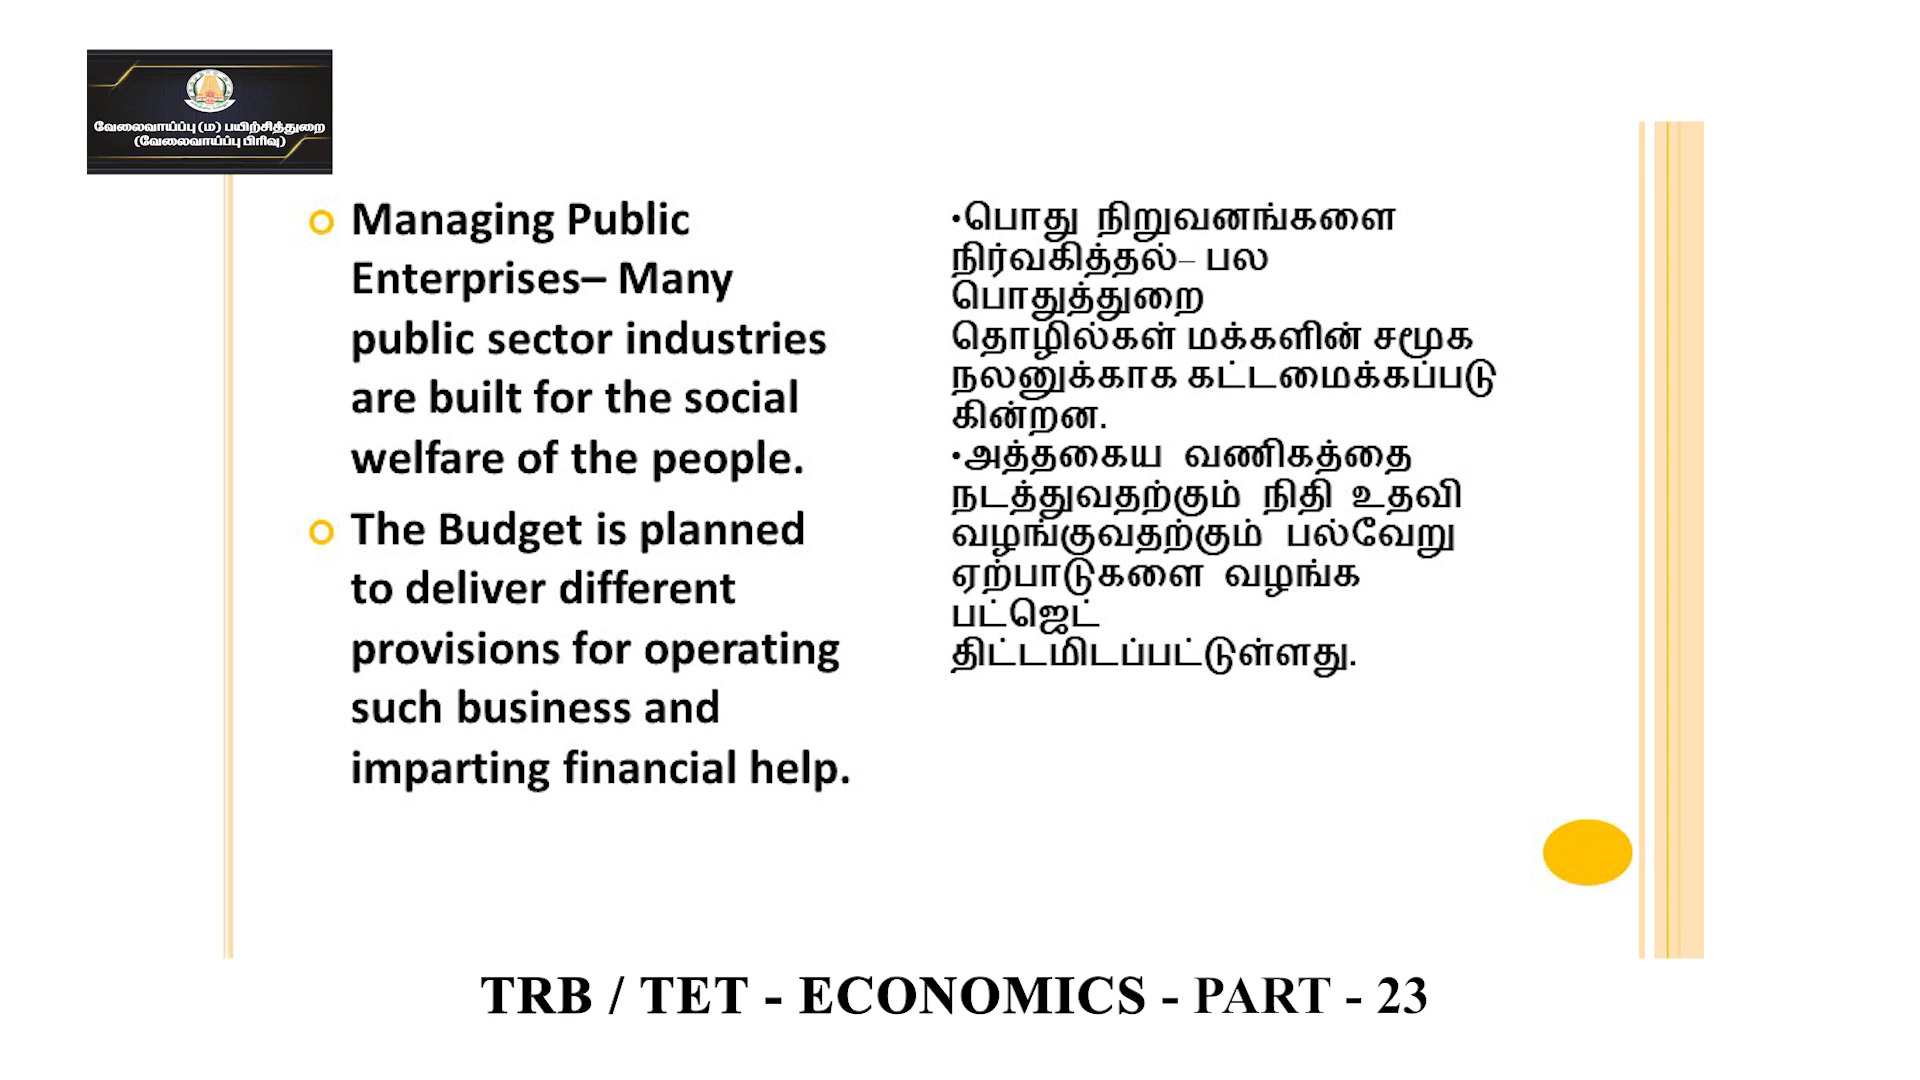 வேலைவாய்ப்பு (ம) பயிற்சித்துறை
(வேலைவாய்ப்பு பிரிவு)
Managing Public
Enterprises– Many
public sector industries
are built for the social
welfare of the people.
The Budget is planned
to deliver different
provisions for operating
such business and
imparting financial help.
•பொது நிறுவனங்களை
நிர்வகித்தல்– பல
பொதுத்துறை
தொழில்கள் மக்களின் சமூக
நலனுக்காக கட்டமைக்கப்படு
கின்றன.
•அத்தகைய வணிகத்தை
நடத்துவதற்கும் நிதி உதவி
வழங்குவதற்கும் பல்வேறு
ஏற்பாடுகளை வழங்க
பட்ஜெட்
திட்டமிடப்பட்டுள்ளது.
TRB / TET - ECONOMICS - PART - 23